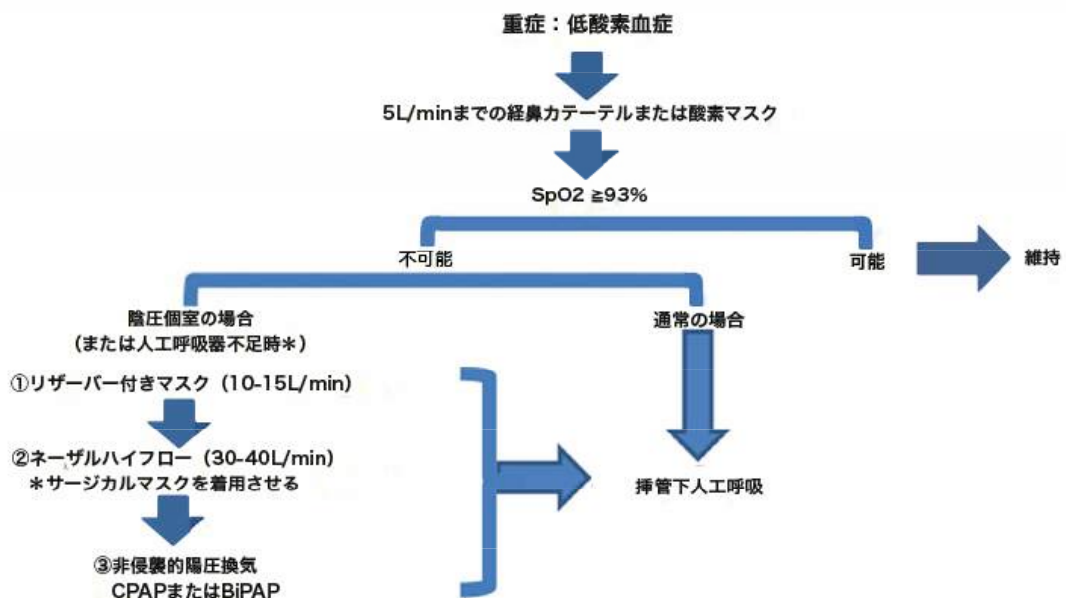 重症：低酸素血症
5L/minまでの経鼻カテーテルまたは酸素マスク
SpO2 ≧93%
不可能
可能
維持
陰圧個室の場合
（または人工呼吸器不足時＊）
通常の場合
①リザーバー付きマスク（10-15L/min）
②ネーザルハイフロー（30-40L/min）
＊サージカルマスクを着用させる
挿管下人工呼吸
③非侵襲的陽圧換気
CPAPまたはBiPAP